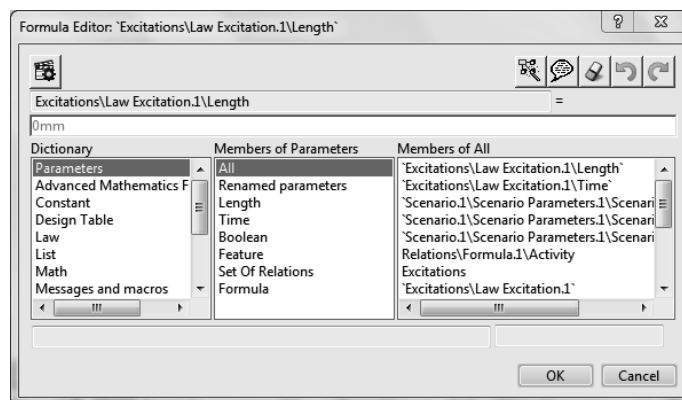 Formula Editor: `Excitations\Law Excitation.1\Length`
Excitations\Law Excitation.1\Length` =
0mm
Dictionary Members of Parameters Members of All
Parameters All `Excitations\Law Excitation.1\Length`
Advanced Mathematics F Renamed parameters `Excitations\Law Excitation.1\Time`
Constant Length `Scenario.1\Scenario Parameters.1\Scenari
Design Table Time `Scenario.1\Scenario Parameters.1\Scenari
Law Boolean Relations\Formula.1\Activity
List Feature Excitations
Math Set Of Relations `Excitations\Law Excitation.1`
Messages and macros Formula
OK Cancel